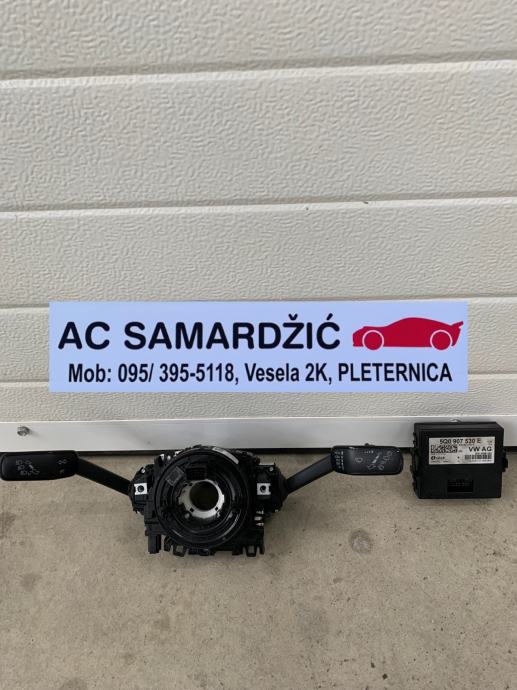 AC SAMARDŽIĆ
Mob: 095/ 395-5118, Vesela 2K, PLETERNICA
5Q0 907 530 E
VW AG